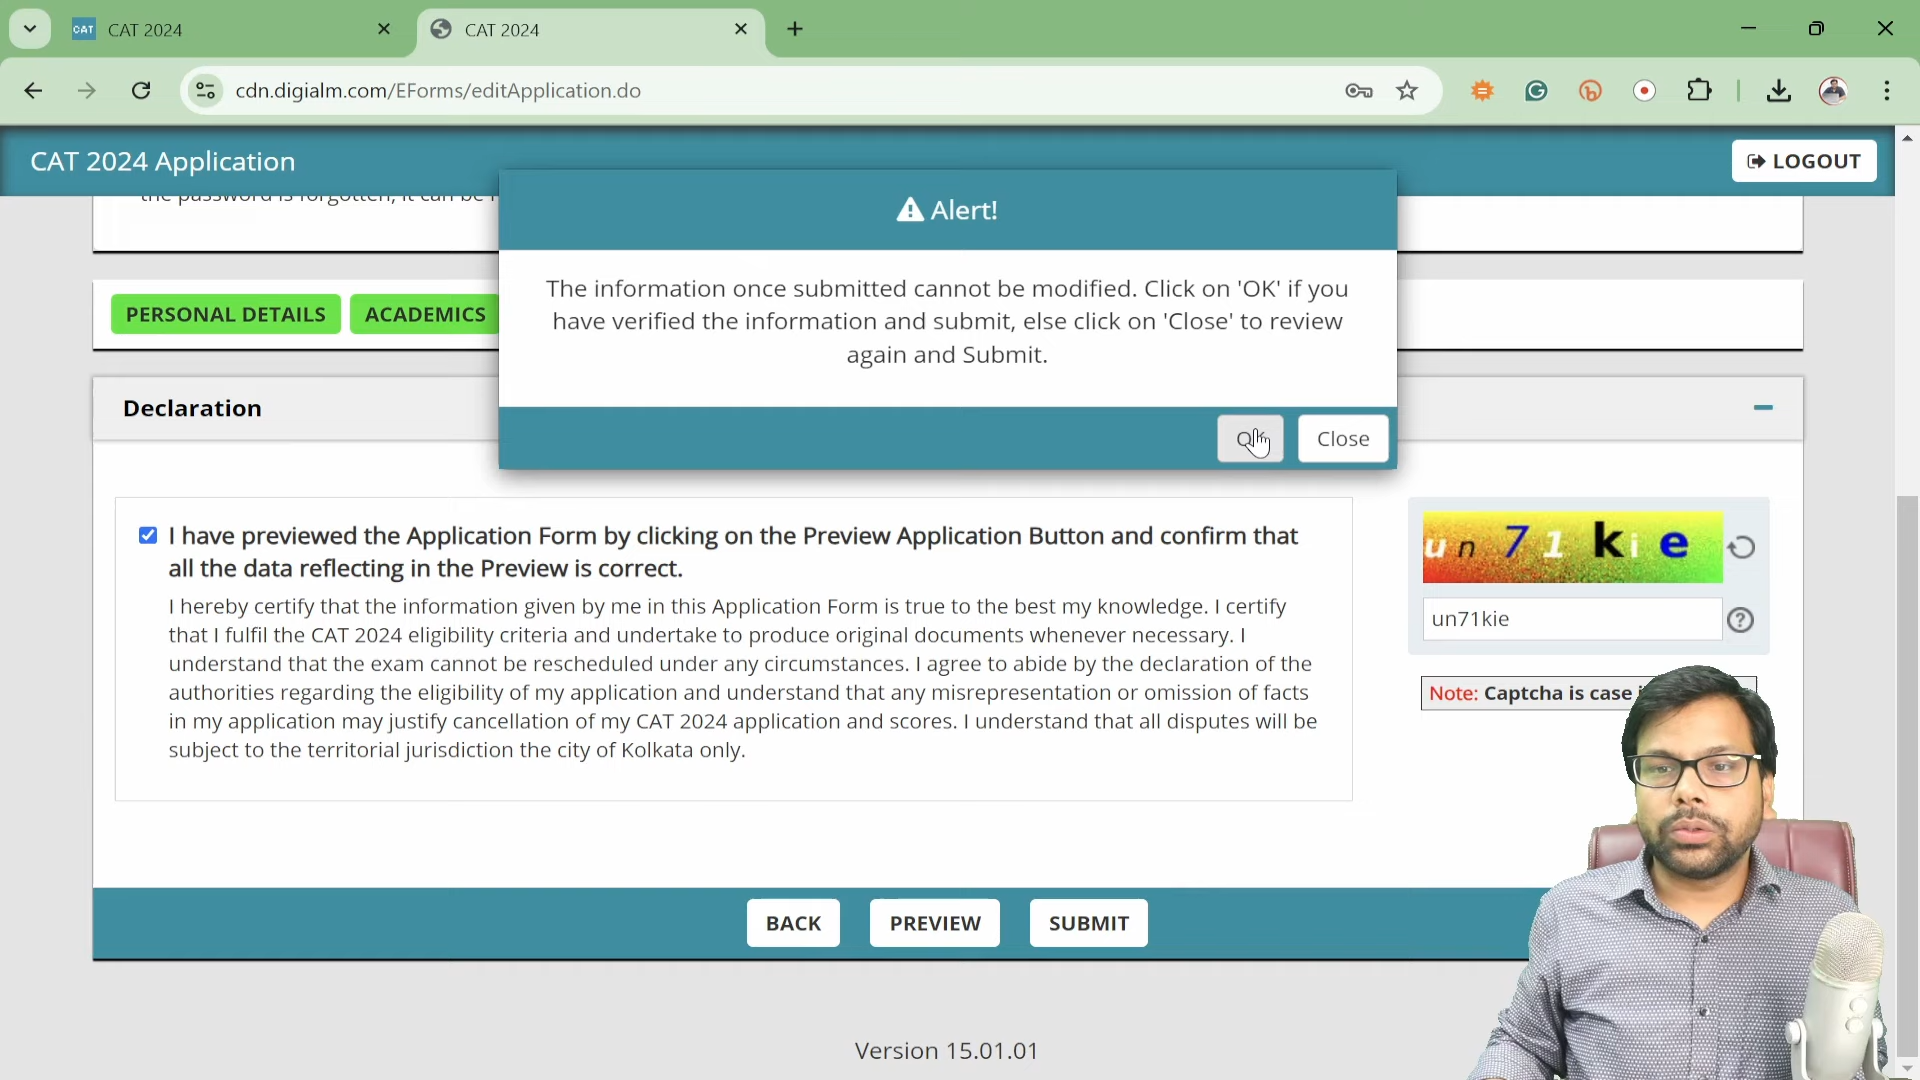 CAT CAT 2024
CAT 2024
cdn.digialm.com/EForms/editApplication.do
CAT 2024 Application
LOGOUT
Alert!
The information once submitted cannot be modified. Click on 'OK' if you
have verified the information and submit, else click on 'Close' to review
again and Submit.
OK Close
PERSONAL DETAILS ACADEMICS
Declaration
I have previewed the Application Form by clicking on the Preview Application Button and confirm that
all the data reflecting in the Preview is correct.
I hereby certify that the information given by me in this Application Form is true to the best my knowledge. I certify
that I fulfil the CAT 2024 eligibility criteria and undertake to produce original documents whenever necessary. I
understand that the exam cannot be rescheduled under any circumstances. I agree to abide by the declaration of the
authorities regarding the eligibility of my application and understand that any misrepresentation or omission of facts
in my application may justify cancellation of my CAT 2024 application and scores. I understand that all disputes will be
subject to the territorial jurisdiction the city of Kolkata only.
un71kie
un71kie
Note: Captcha is case
BACK PREVIEW SUBMIT
Version 15.01.01